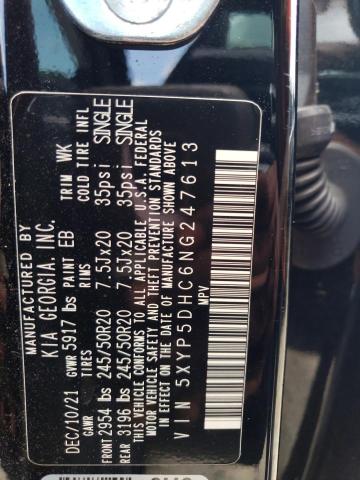 MANUFACTURED BY
KIA GEORGIA, INC.
DEC/10/21 GVWR 5917 lbs PAINT EB TRIM WK
GAWR TIRES RIMS COLD TIRE INFL
FRONT 2954 lbs 245/50R20 7.5Jx20 35psi SINGLE
REAR 3196 lbs 245/50R20 7.5Jx20 35psi SINGLE
THIS VEHICLE CONFORMS TO ALL APPLICABLE U.S.A. FEDERAL
MOTOR VEHICLE SAFETY AND THEFT PREVENTION STANDARDS
IN EFFECT ON THE DATE OF MANUFACTURE SHOWN ABOVE
VIN 5XYP5DHC6NG247613
MPV